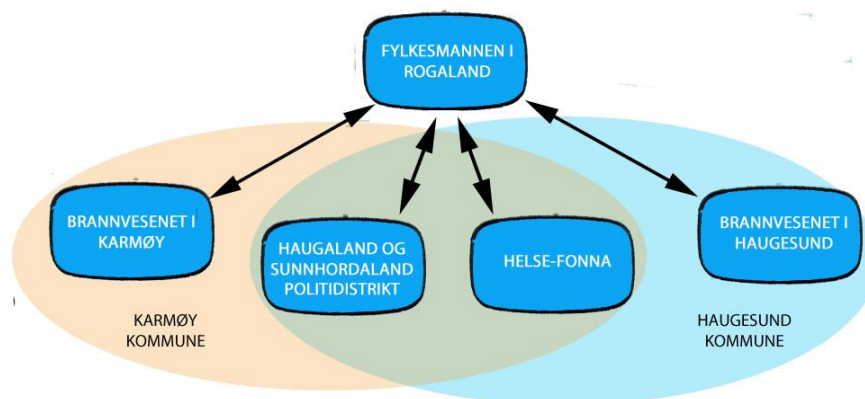 FYLKESMANNEN I
ROGALAND
BRANNVESENET I
KARMØY
HAUGALAND OG
SUNNHORDALAND
POLITIDISTRIKT
HELSE-FONNA
BRANNVESENET I
HAUGESUND
KARMØY
KOMMUNE
HAUGESUND
KOMMUNE